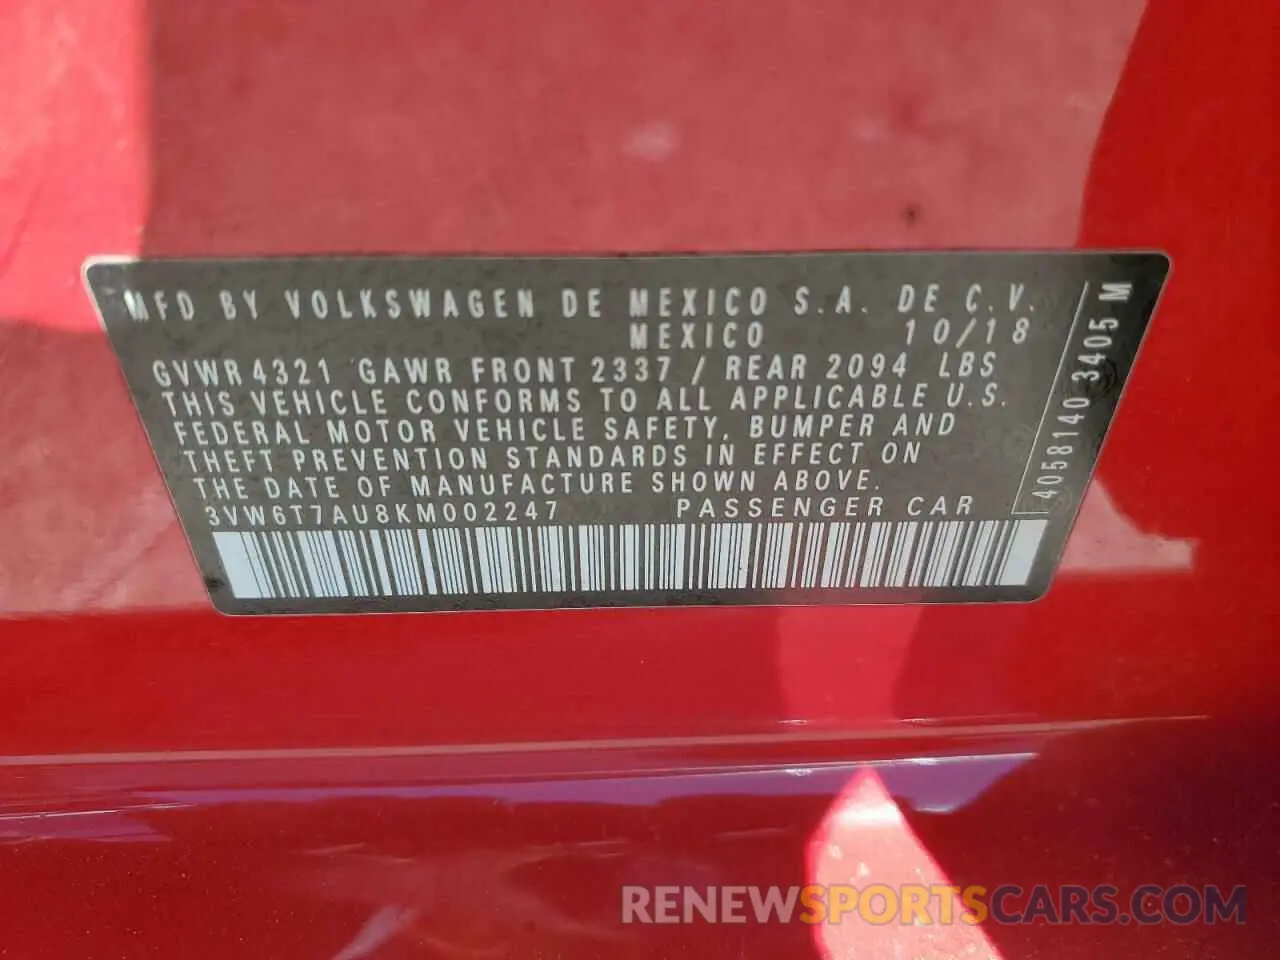 MFD BY VOLKSWAGEN DE MEXICO S.A. DE C.V.
MEXICO 10/18
GVWR 4321 GAWR FRONT 2337 / REAR 2094 LBS
THIS VEHICLE CONFORMS TO ALL APPLICABLE U.S.
FEDERAL MOTOR VEHICLE SAFETY, BUMPER AND
THEFT PREVENTION STANDARDS IN EFFECT ON
THE DATE OF MANUFACTURE SHOWN ABOVE.
3VW6T7AU8KM002247 PASSENGER CAR
4058140 3405 M
RENEWSPORTSCARS.COM